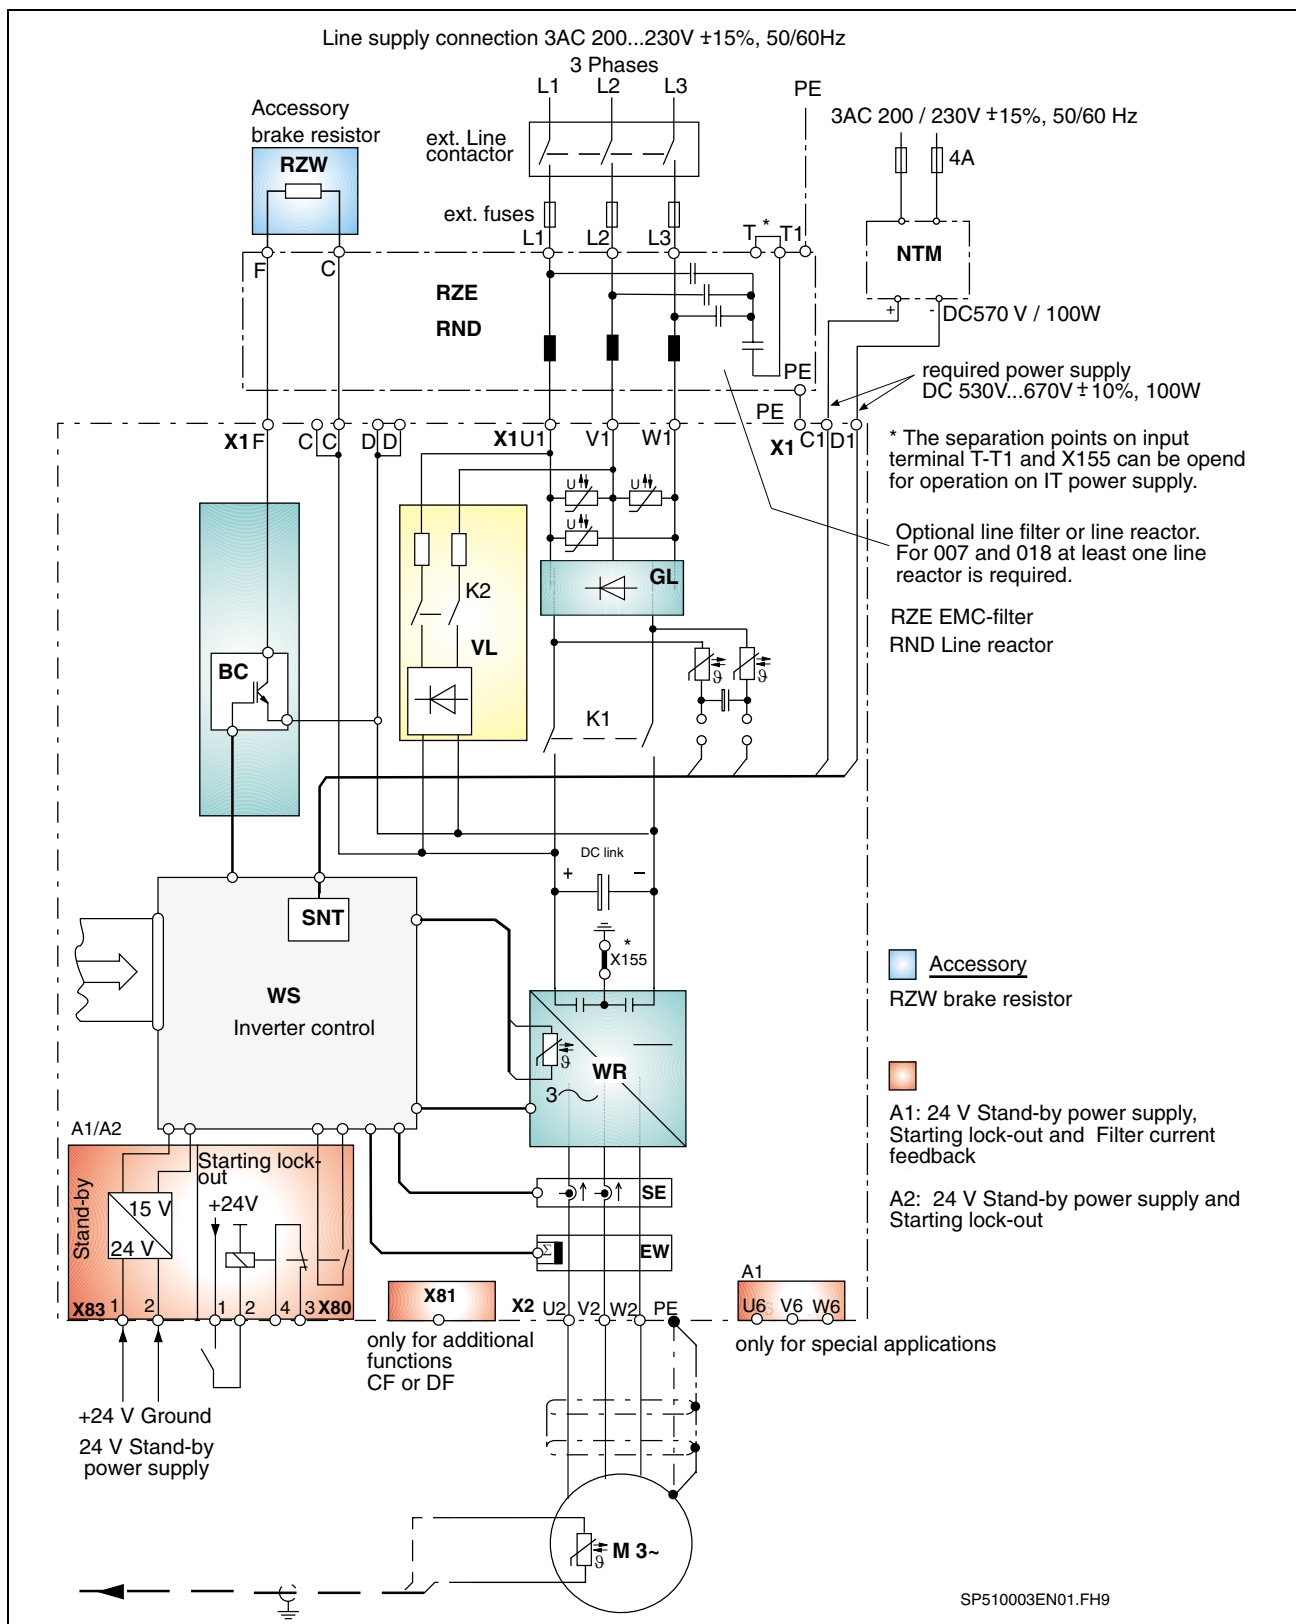 Line supply connection 3AC 200...230V ±15%, 50/60Hz
3 Phases
L1 L2 L3 PE
Accessory
brake resistor
RZW
ext. Line
contactor
3AC 200 / 230V ±15%, 50/60 Hz
4A
ext. fuses
L1 L2 L3 T * T1
NTM
F C
RZE
RND
+ - DC570 V / 100W
PE
required power supply
DC 530V...670V ±10%, 100W
PE
X1 F C C D D X1 U1 V1 W1 X1 C1 D1
* The separation points on input
terminal T-T1 and X155 can be opend
for operation on IT power supply.
U U
U
Optional line filter or line reactor.
For 007 and 018 at least one line
reactor is required.
GL
K2
RZE EMC-filter
RND Line reactor
VL
BC
ϑ ϑ
K1
DC link
+ −
SNT
*
X155
WS
Inverter control
Accessory
RZW brake resistor
ϑ
WR
3
A1/A2
A1: 24 V Stand-by power supply,
Starting lock-out and Filter current
feedback
Stand-by
Starting lock-
out
+24V
15 V
24 V
SE
A2: 24 V Stand-by power supply and
Starting lock-out
Σ EW
A1
X83 1 2 1 2 4 3 X80
X81
X2 U2 V2 W2 PE
U6 V6 W6
only for additional
functions
CF or DF
only for special applications
+24 V Ground
24 V Stand-by
power supply
M 3~
ϑ
SP510003EN01.FH9